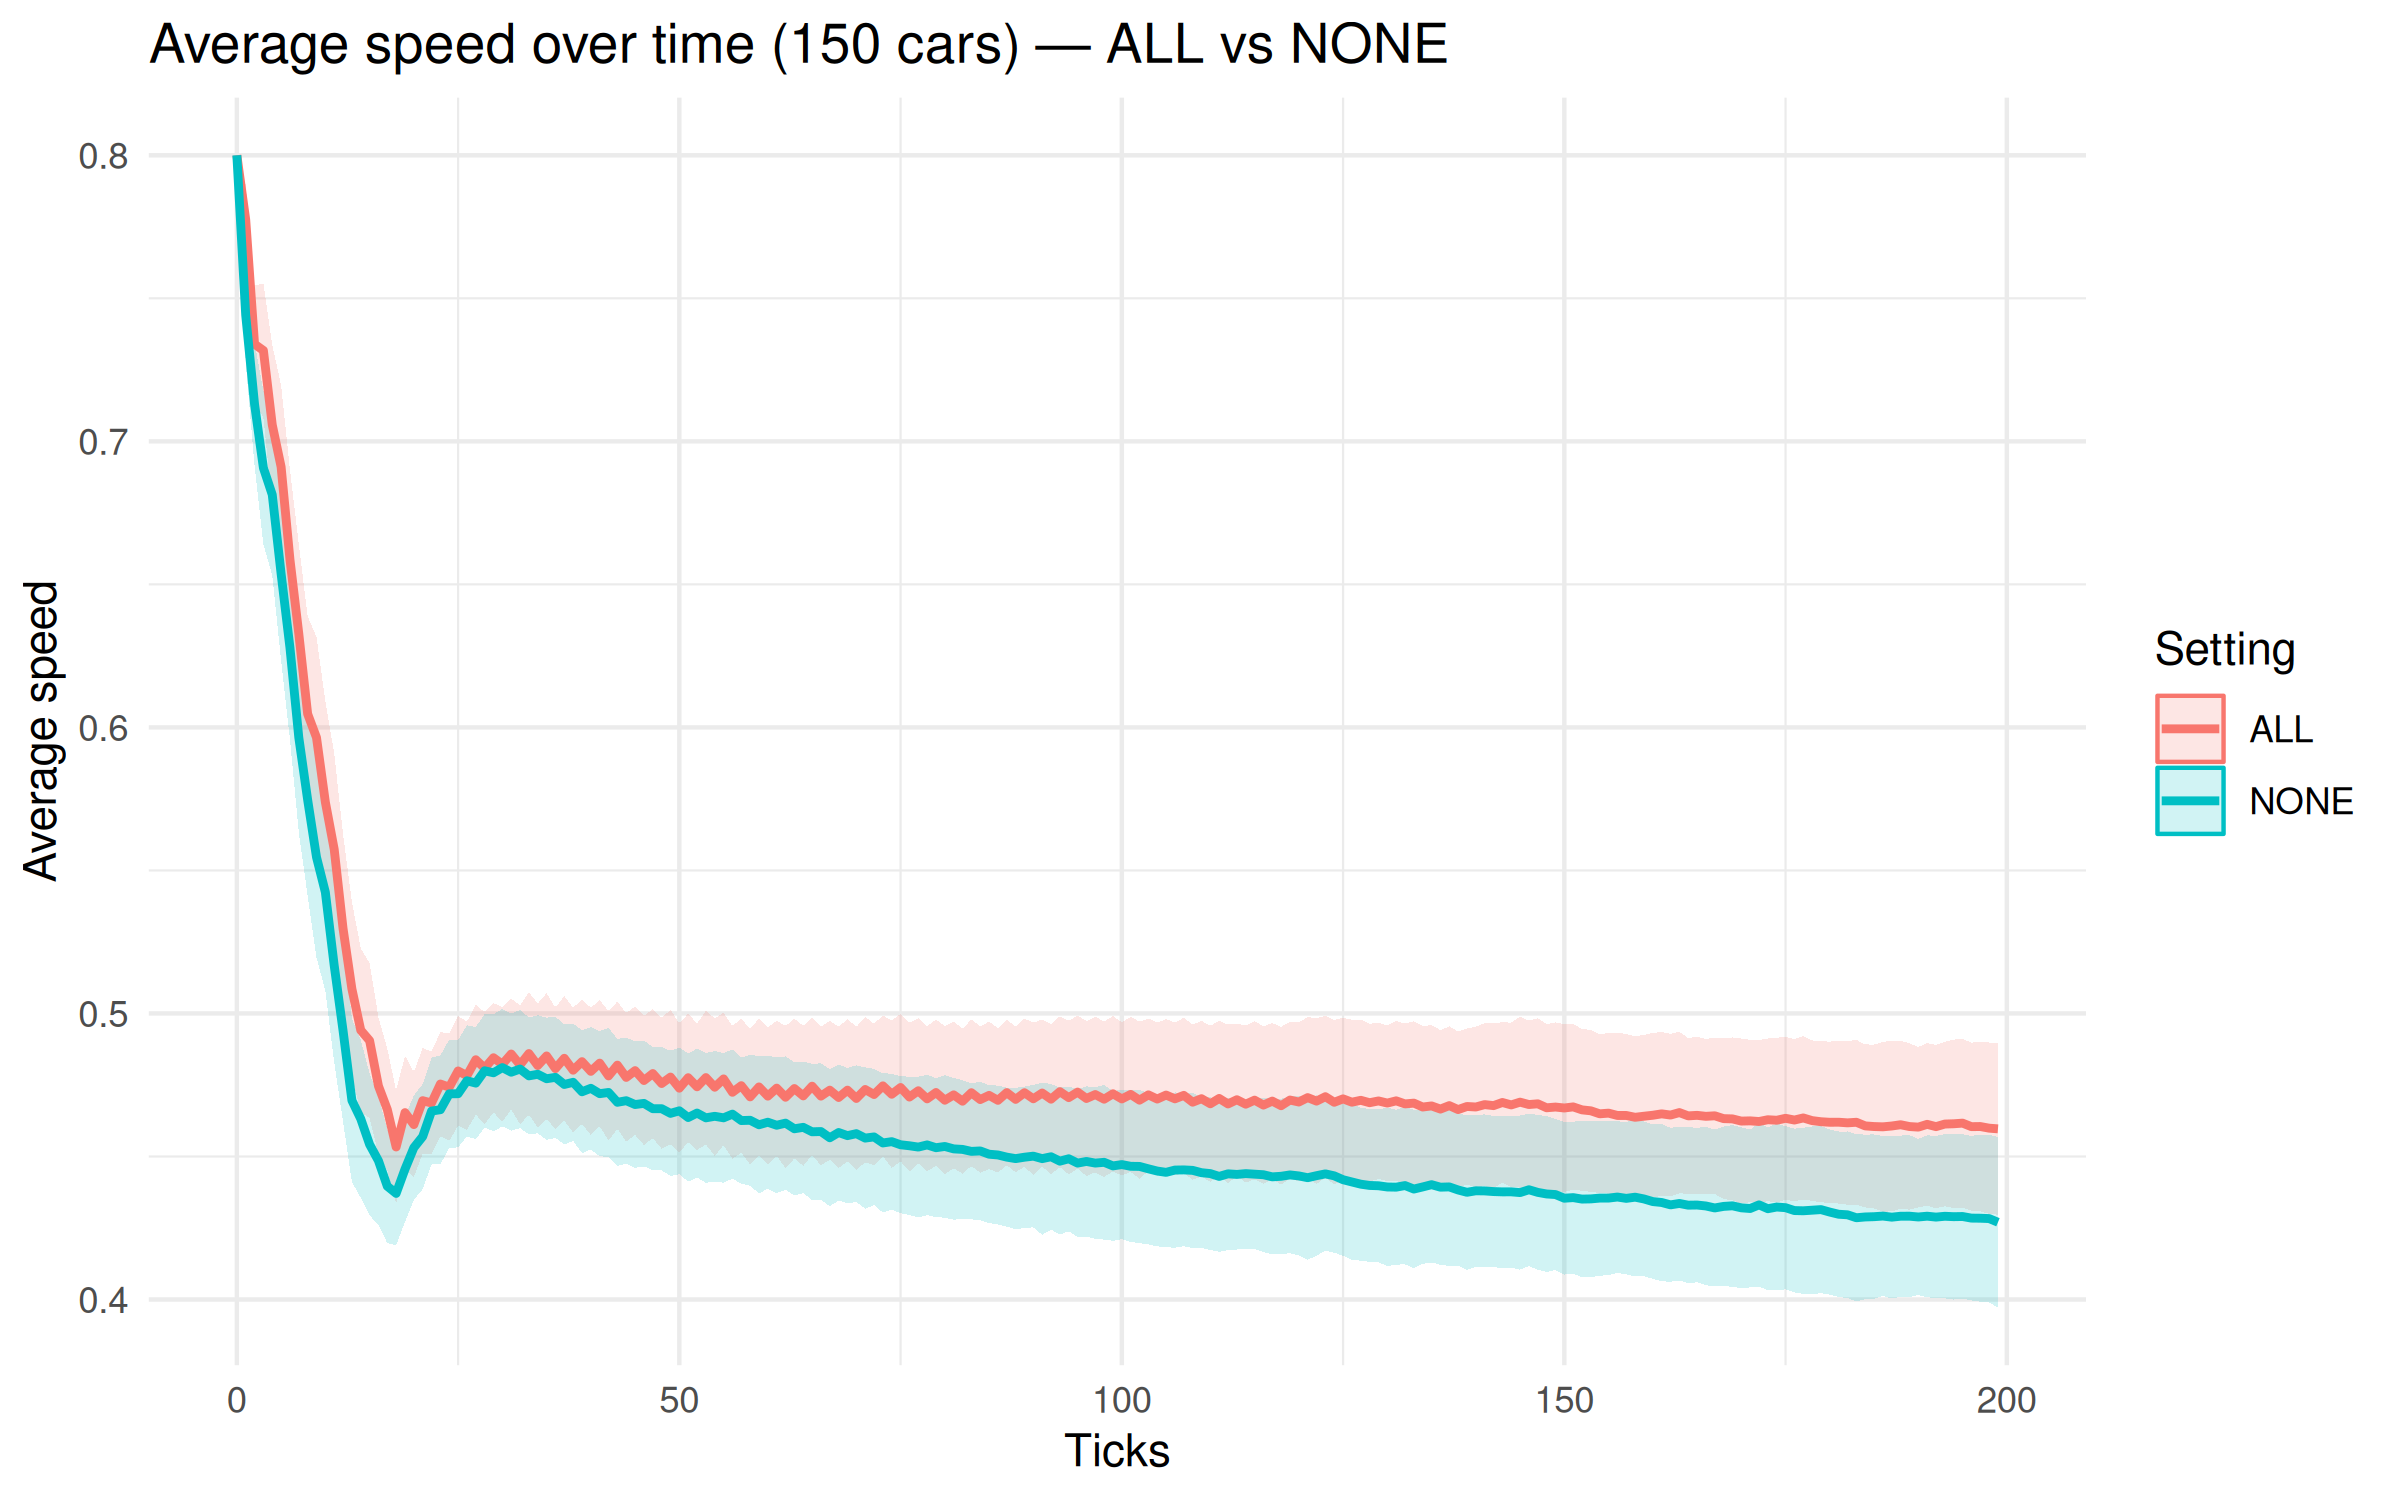 Average speed over time (150 cars) — ALL vs NONE
0.8
0.7
0.6
0.5
0.4
Average speed
0 50 100 150 200
Ticks
Setting
ALL
NONE